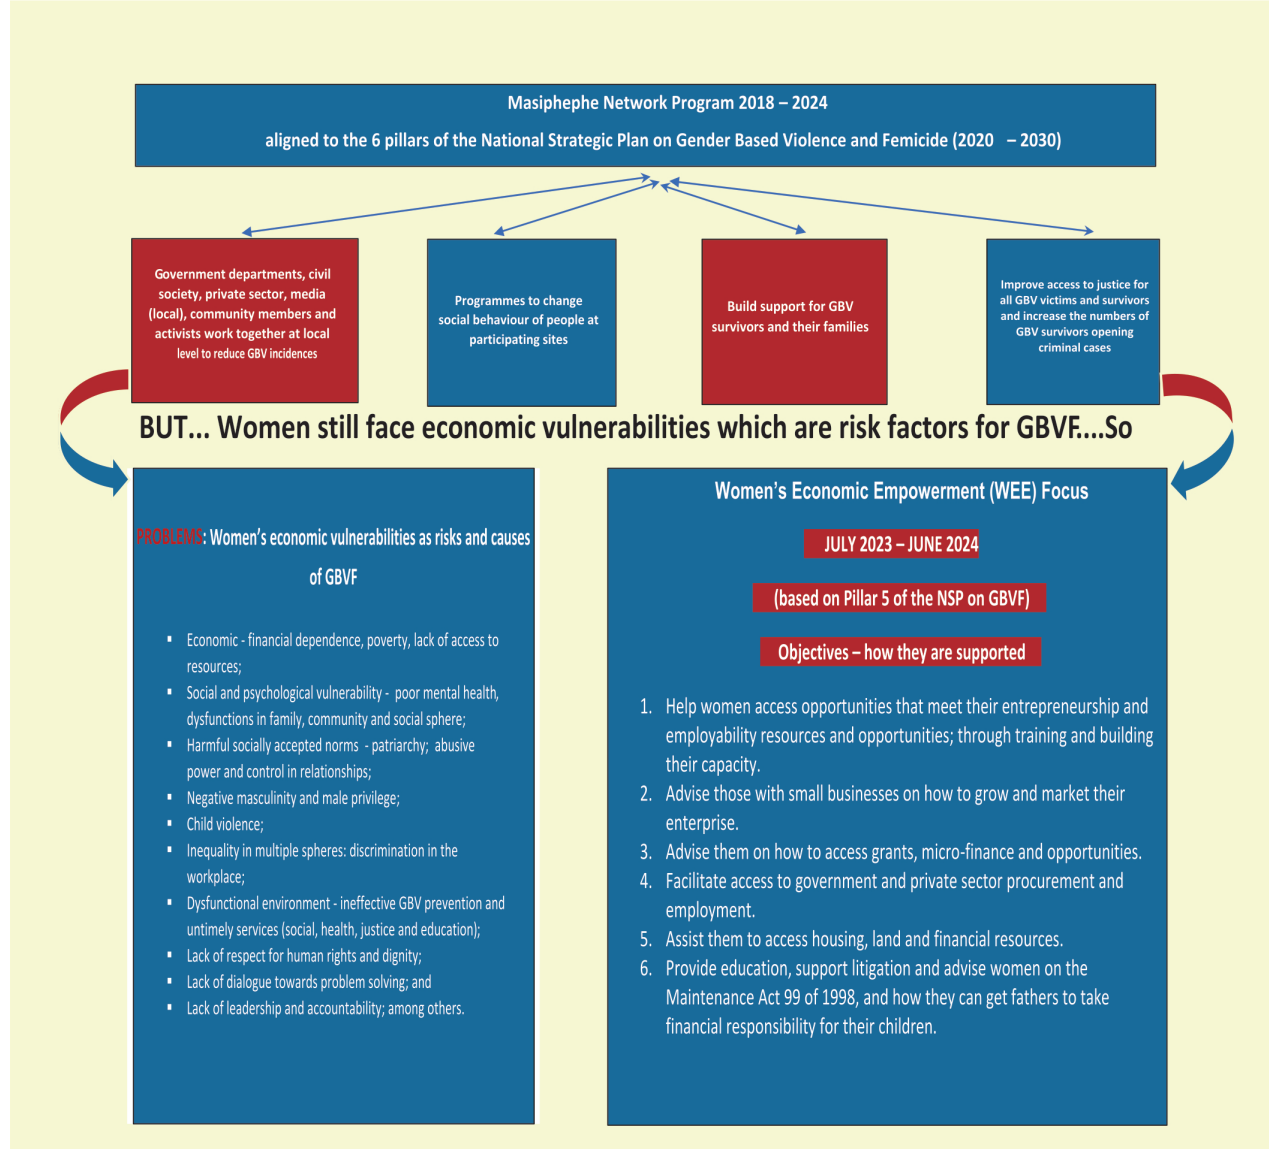 Masiphephe Network Program 2018 – 2024
aligned to the 6 pillars of the National Strategic Plan on Gender Based Violence and Femicide (2020 – 2030)
Government departments, civil
society, private sector, media
(local), community members and
activists work together at local
level to reduce GBV incidences
Programmes to change
social behaviour of people at
participating sites
Build support for GBV
survivors and their families
Improve access to justice for
all GBV victims and survivors
and increase the numbers of
GBV survivors opening
criminal cases
BUT... Women still face economic vulnerabilities which are risk factors for GBVF....So
PROBLEMS: Women's economic vulnerabilities as risks and causes
of GBVF
▪ Economic - financial dependence, poverty, lack of access to
resources;
▪ Social and psychological vulnerability - poor mental health,
dysfunctions in family, community and social sphere;
▪ Harmful socially accepted norms - patriarchy; abusive
power and control in relationships;
▪ Negative masculinity and male privilege;
▪ Child violence;
▪ Inequality in multiple spheres: discrimination in the
workplace;
▪ Dysfunctional environment - ineffective GBV prevention and
untimely services (social, health, justice and education);
▪ Lack of respect for human rights and dignity;
▪ Lack of dialogue towards problem solving; and
▪ Lack of leadership and accountability; among others.
Women's Economic Empowerment (WEE) Focus
JULY 2023 – JUNE 2024
(based on Pillar 5 of the NSP on GBVF)
Objectives – how they are supported
1. Help women access opportunities that meet their entrepreneurship and
employability resources and opportunities; through training and building
their capacity.
2. Advise those with small businesses on how to grow and market their
enterprise.
3. Advise them on how to access grants, micro-finance and opportunities.
4. Facilitate access to government and private sector procurement and
employment.
5. Assist them to access housing, land and financial resources.
6. Provide education, support litigation and advise women on the
Maintenance Act 99 of 1998, and how they can get fathers to take
financial responsibility for their children.